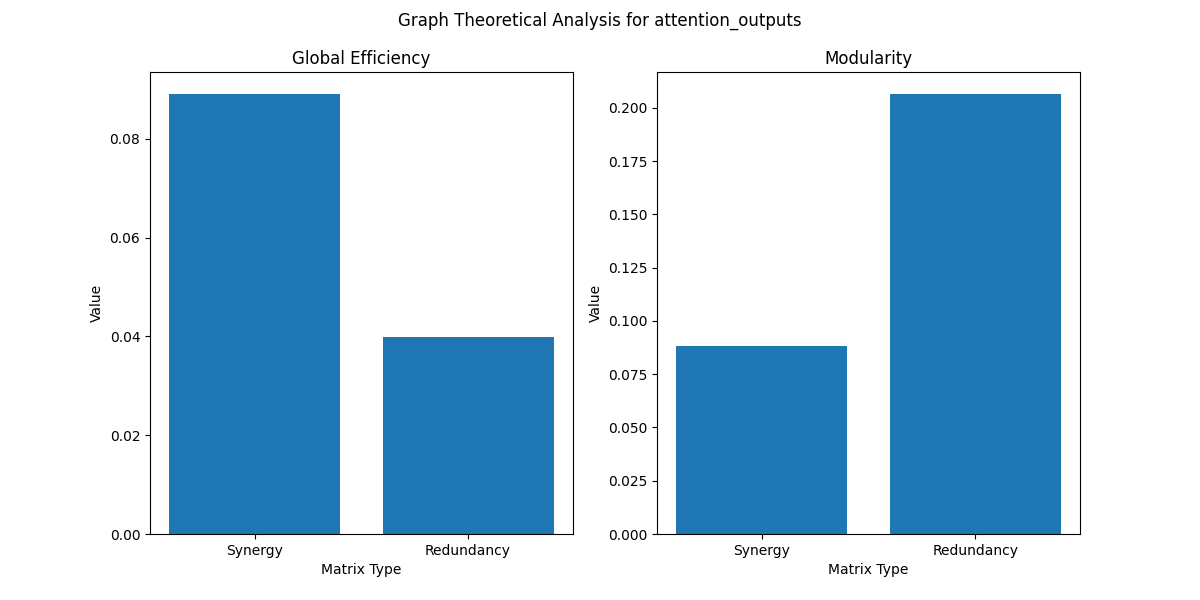 Graph Theoretical Analysis for attention_outputs
Global Efficiency
Value
0.08
0.06
0.04
0.02
0.00
Synergy Redundancy
Matrix Type
Modularity
Value
0.200
0.175
0.150
0.125
0.100
0.075
0.050
0.025
0.000
Synergy Redundancy
Matrix Type